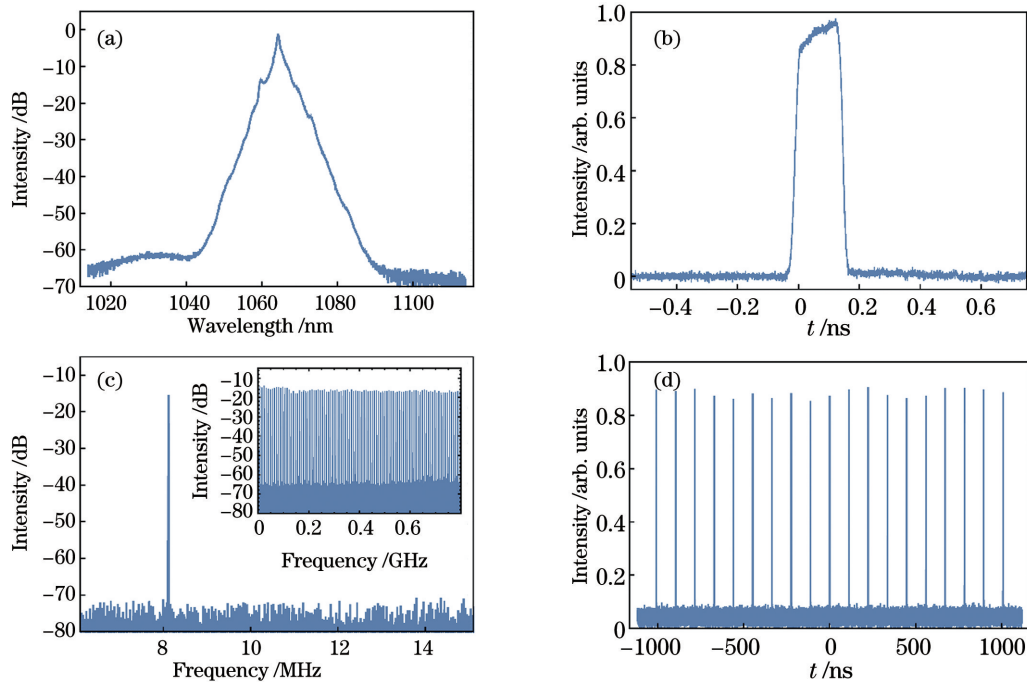 (a)
Intensity /dB
0
−10
−20
−30
−40
−50
−60
−70
1020 1040 1060 1080 1100
Wavelength /nm
(b)
Intensity /arb. units
1.0
0.8
0.6
0.4
0.2
0
−0.4 −0.2 0 0.2 0.4 0.6
t /ns
(c)
Intensity /dB
−10
−20
−30
−40
−50
−60
−70
−80
8 10 12 14
Frequency /MHz
Intensity /dB
−10
−20
−30
−40
−50
−60
−70
−80
0 0.2 0.4 0.6
Frequency /GHz
(d)
Intensity /arb. units
1.0
0.8
0.6
0.4
0.2
0
−1000 −500 0 500 1000
t /ns